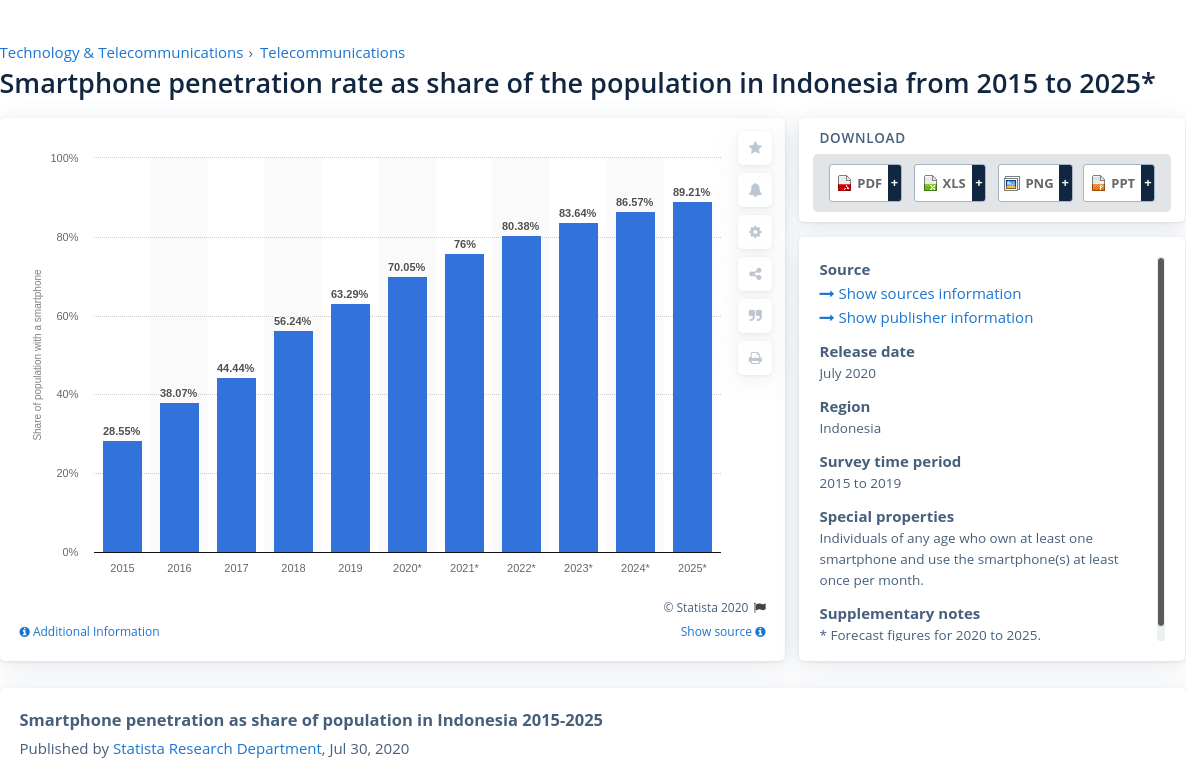 Technology & Telecommunications › Telecommunications
Smartphone penetration rate as share of the population in Indonesia from 2015 to 2025*
Share of population with a smartphone
100%
80%
60%
40%
20%
0%
28.55%
38.07%
44.44%
56.24%
63.29%
70.05%
76%
80.38%
83.64%
86.57%
89.21%
2015 2016 2017 2018 2019 2020* 2021* 2022* 2023* 2024* 2025*
© Statista 2020
Additional Information Show source
DOWNLOAD
PDF + XLS + PNG + PPT +
Source
Show sources information
Show publisher information
Release date
July 2020
Region
Indonesia
Survey time period
2015 to 2019
Special properties
Individuals of any age who own at least one
smartphone and use the smartphone(s) at least
once per month.
Supplementary notes
* Forecast figures for 2020 to 2025.
Smartphone penetration as share of population in Indonesia 2015-2025
Published by Statista Research Department, Jul 30, 2020